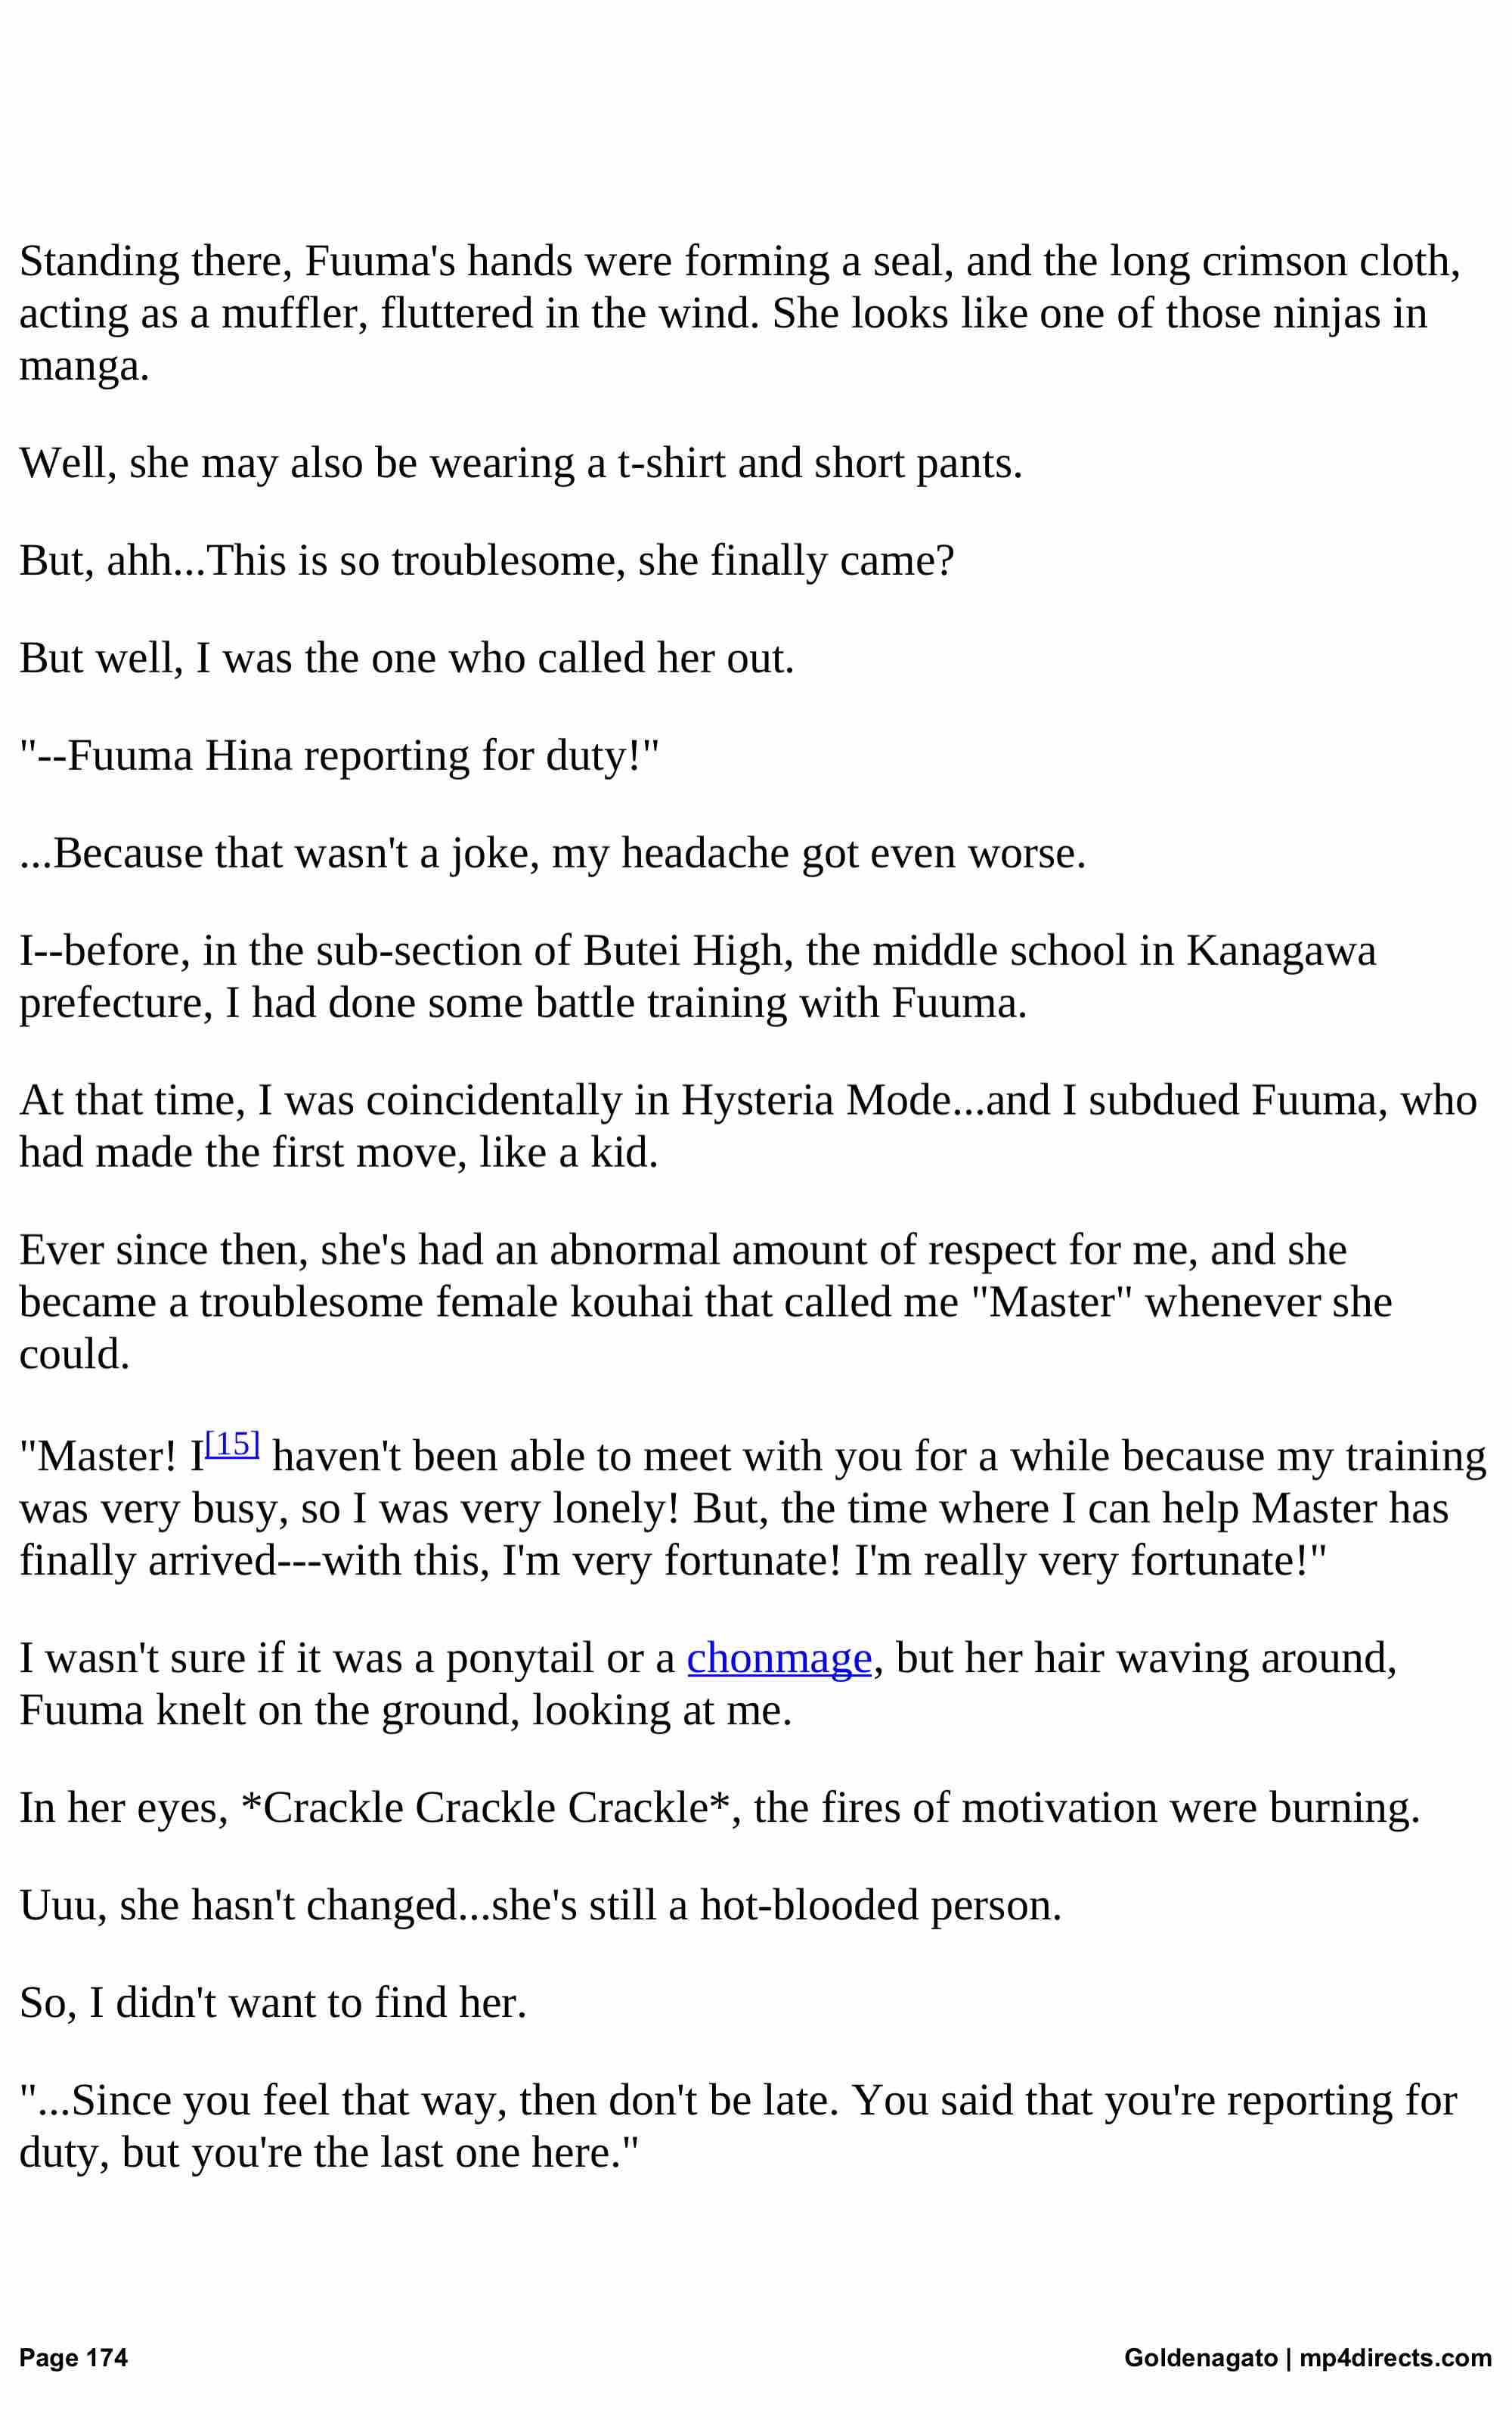 Standing there, Fuuma's hands were forming a seal, and the long crimson cloth,
acting as a muffler, fluttered in the wind. She looks like one of those ninjas in
manga.
Well, she may also be wearing a t-shirt and short pants.
But, ahh...This is so troublesome, she finally came?
But well, I was the one who called her out.
"--Fuuma Hina reporting for duty!"
...Because that wasn't a joke, my headache got even worse.
I--before, in the sub-section of Butei High, the middle school in Kanagawa
prefecture, I had done some battle training with Fuuma.
At that time, I was coincidentally in Hysteria Mode...and I subdued Fuuma, who
had made the first move, like a kid.
Ever since then, she's had an abnormal amount of respect for me, and she
became a troublesome female kouhai that called me "Master" whenever she
could.
"Master! I[15] haven't been able to meet with you for a while because my training
was very busy, so I was very lonely! But, the time where I can help Master has
finally arrived---with this, I'm very fortunate! I'm really very fortunate!"
I wasn't sure if it was a ponytail or a chonmage, but her hair waving around,
Fuuma knelt on the ground, looking at me.
In her eyes, *Crackle Crackle Crackle*, the fires of motivation were burning.
Uuu, she hasn't changed...she's still a hot-blooded person.
So, I didn't want to find her.
"...Since you feel that way, then don't be late. You said that you're reporting for
duty, but you're the last one here."
Page 174
Goldenagato | mp4directs.com